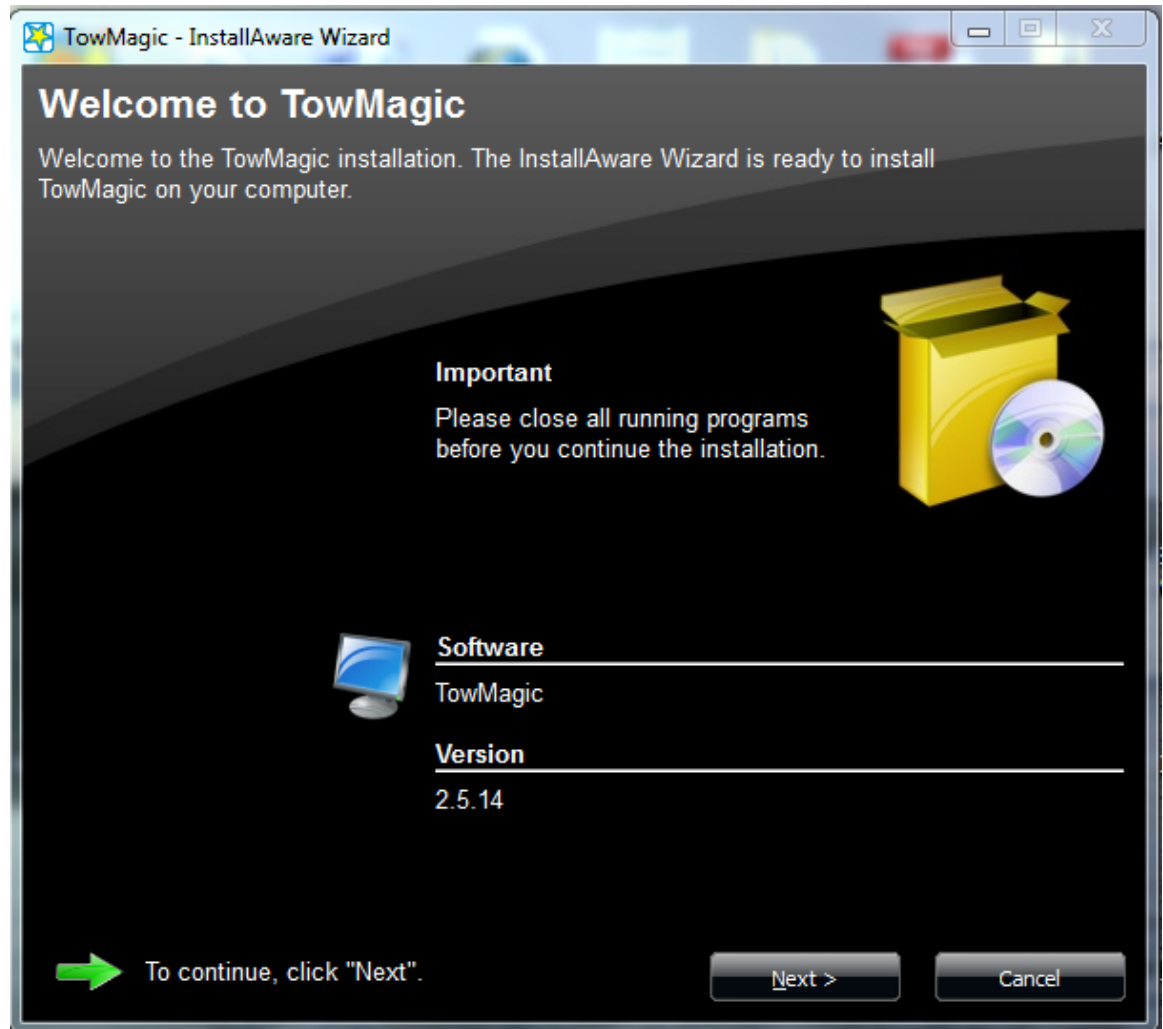 TowMagic - InstallAware Wizard
Welcome to TowMagic
Welcome to the TowMagic installation. The InstallAware Wizard is ready to install
TowMagic on your computer.
Important
Please close all running programs
before you continue the installation.
Software
TowMagic
Version
2.5.14
To continue, click "Next".
Next >
Cancel